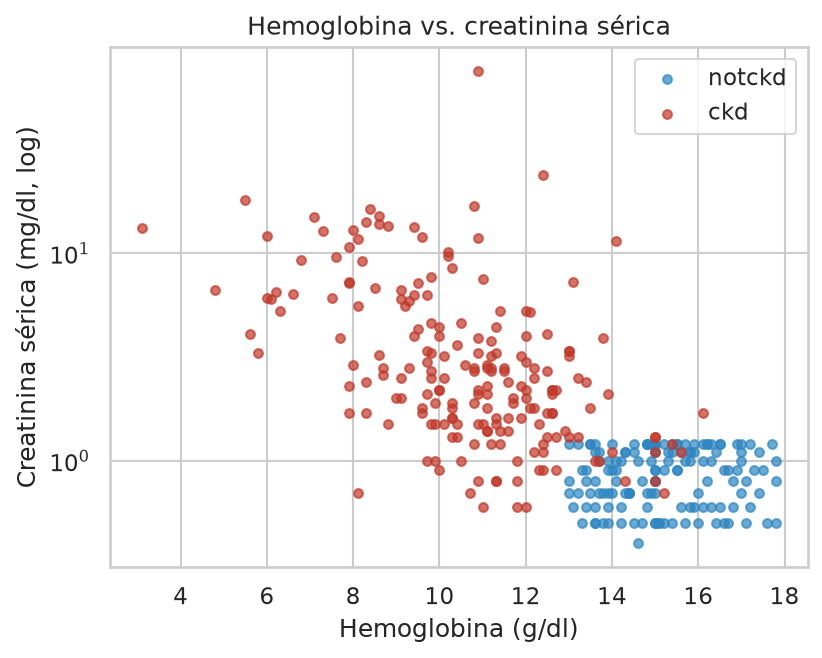 Hemoglobina vs. creatinina sérica
notckd
ckd
Creatinina sérica (mg/dl, log)
10¹
10⁰
4 6 8 10 12 14 16 18
Hemoglobina (g/dl)